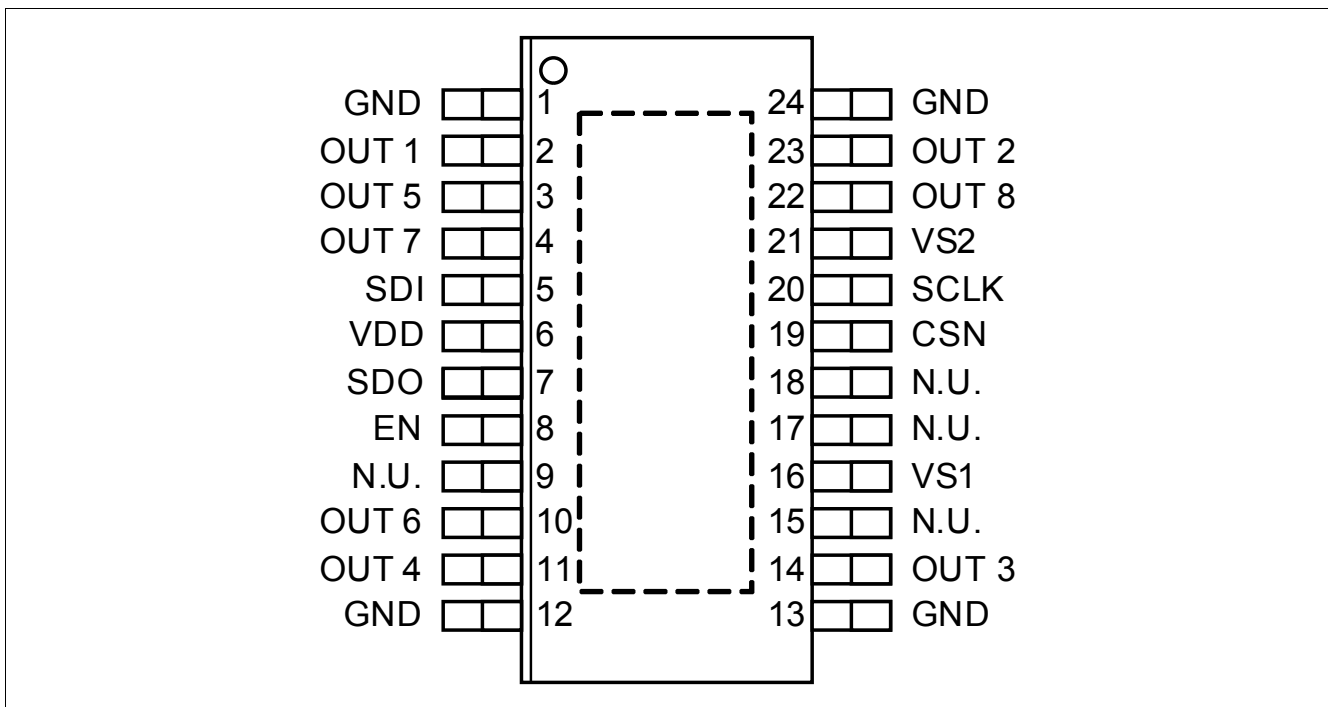 GND 1 24 GND
OUT 1 2 23 OUT 2
OUT 5 3 22 OUT 8
OUT 7 4 21 VS2
SDI 5 20 SCLK
VDD 6 19 CSN
SDO 7 18 N.U.
EN 8 17 N.U.
N.U. 9 16 VS1
OUT 6 10 15 N.U.
OUT 4 11 14 OUT 3
GND 12 13 GND